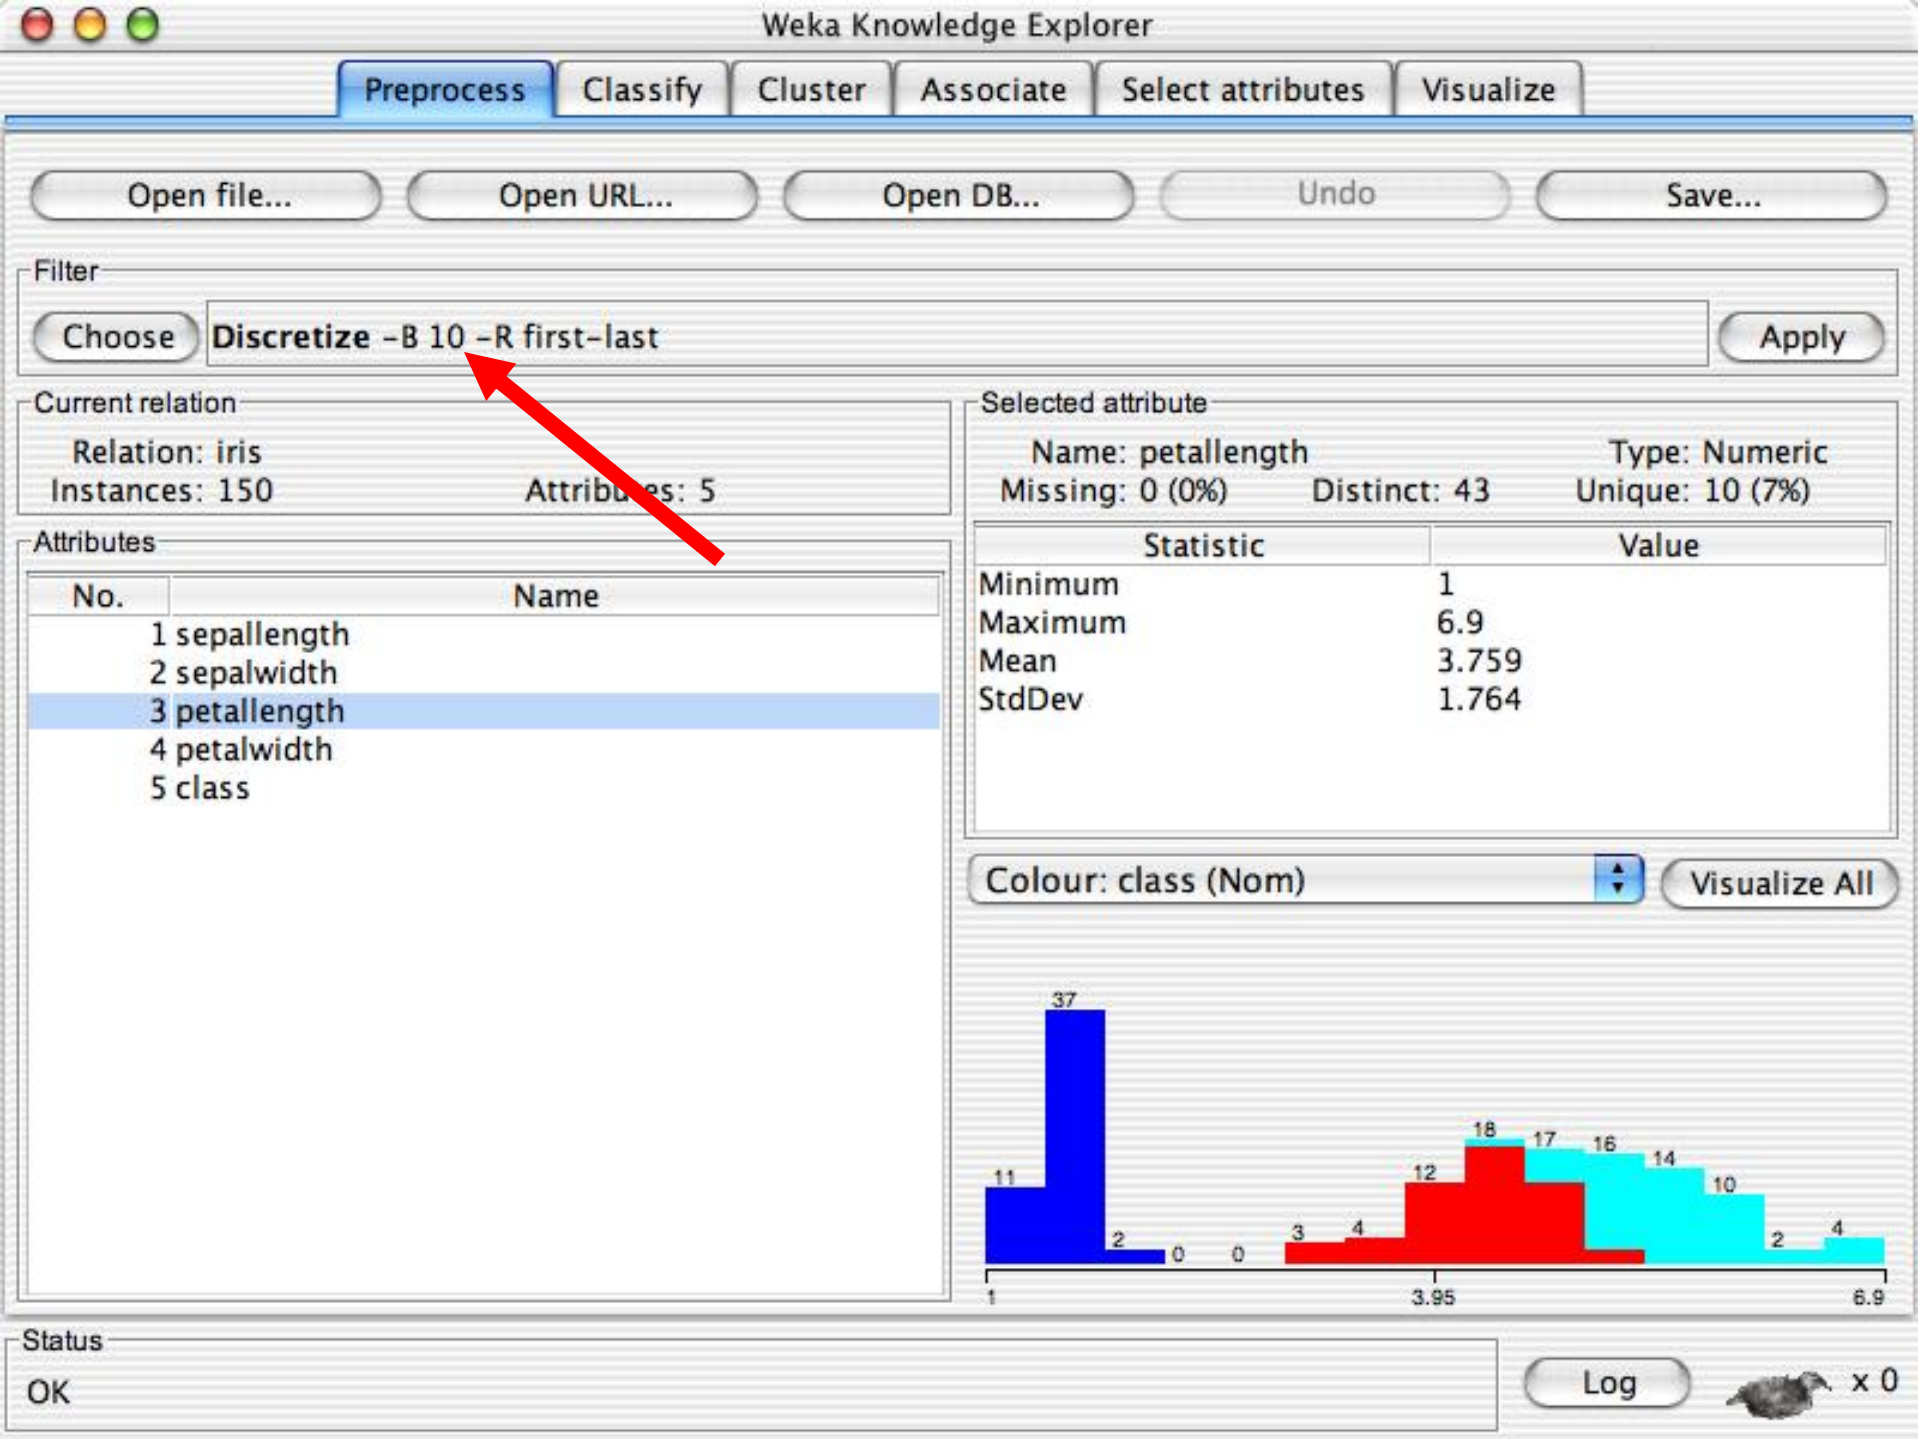 Weka Knowledge Explorer
Preprocess Classify Cluster Associate Select attributes Visualize
Open file... Open URL... Open DB... Undo Save...
Filter
Choose Discretize -B 10 -R first-last Apply
Current relation
Relation: iris
Instances: 150 Attributes: 5
Attributes
No. Name
1 sepallength
2 sepalwidth
3 petallength
4 petalwidth
5 class
Selected attribute
Name: petallength Type: Numeric
Missing: 0 (0%) Distinct: 43 Unique: 10 (7%)
Statistic Value
Minimum 1
Maximum 6.9
Mean 3.759
StdDev 1.764
Colour: class (Nom) Visualize All
11 37 2 0 0 3 4 12 18 17 16 14 10 2 4
1 3.95 6.9
Status
OK
Log x 0